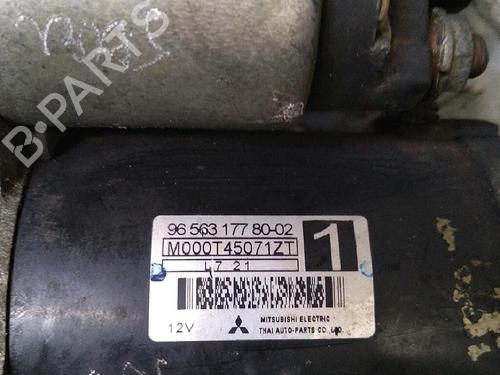 B-PARTS
96 563 177 80-02
M000T45071ZT
1
L7 21
12V
MITSUBISHI ELECTRIC
THAI AUTO-PARTS CO., LTD.